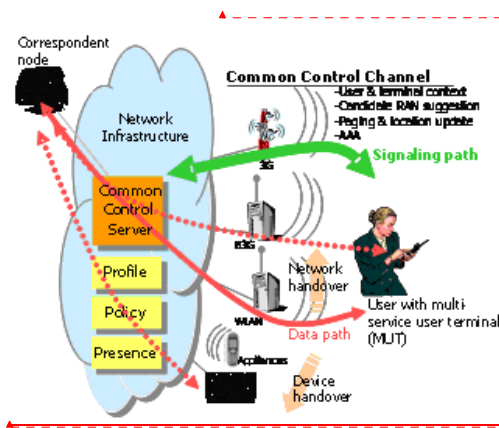 Correspondent
node
Network
Infrastructure
Common Control Channel
-User & terminal context
-Candidate RAN suggestion
-Paging & location update
-AAA
Signaling path
3G
Common
Control
Server
Profile
Policy
Presence
Network
handover
WLAN
Data path
User with multi-
service user terminal
(MUT)
Appliances
Device
handover